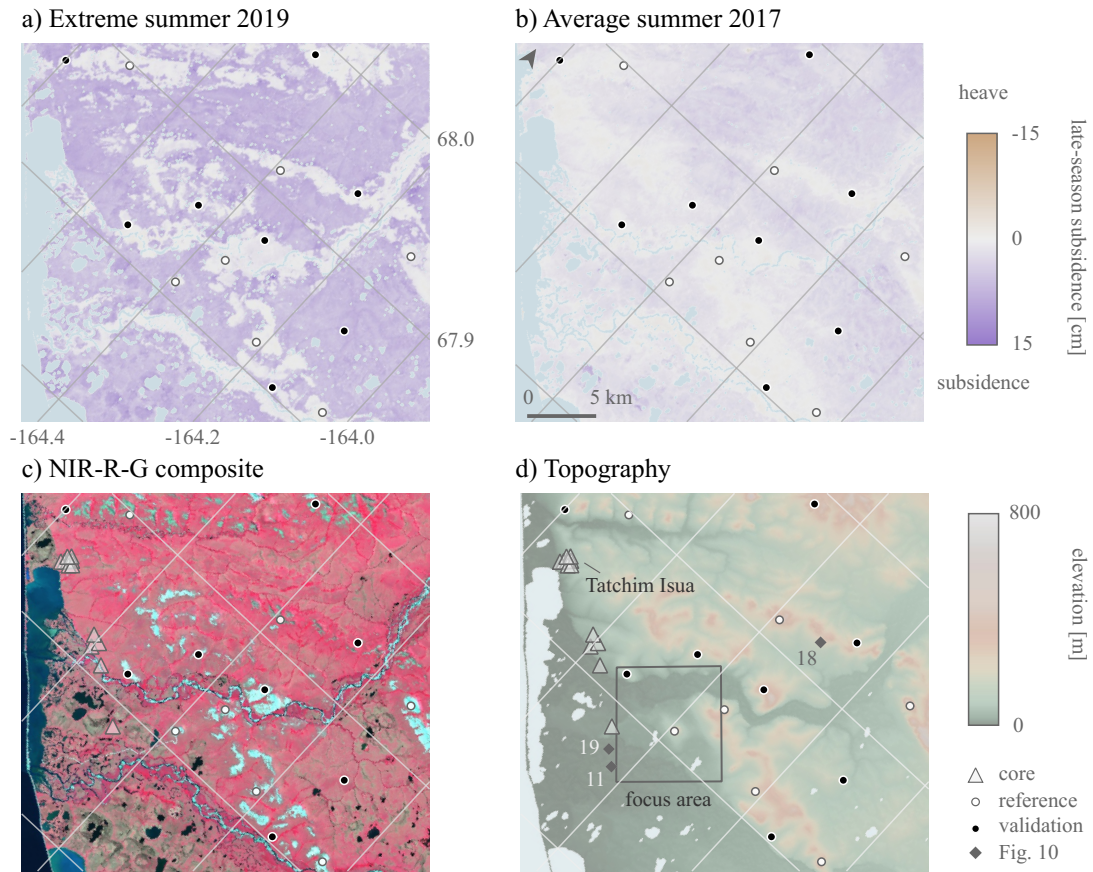 a) Extreme summer 2019
b) Average summer 2017
68.0
67.9
-164.4
-164.2
-164.0
0
5 km
heave
-15
0
15
subsidence
late-season subsidence [cm]
c) NIR-R-G composite
d) Topography
Tatchim Isua
18
19
11
focus area
800
0
elevation [m]
core
reference
validation
Fig. 10